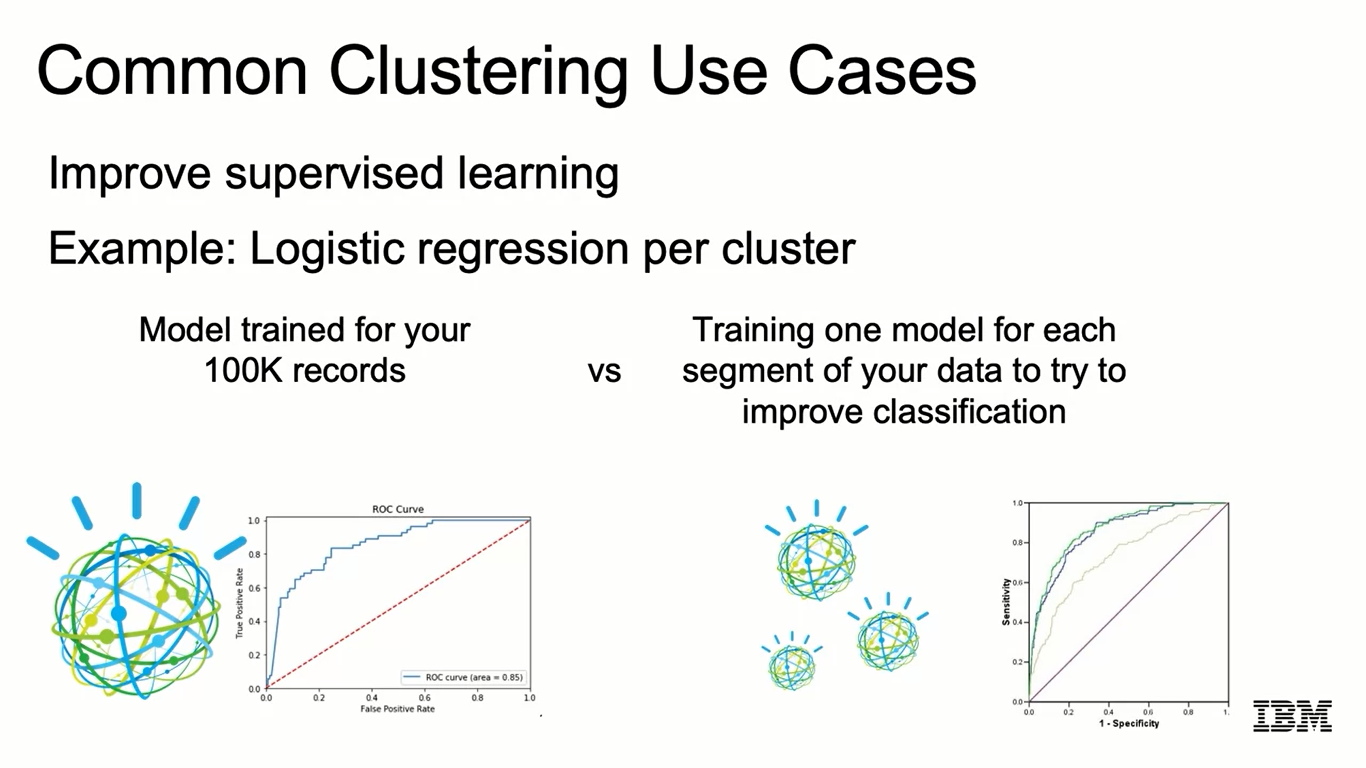 Common Clustering Use Cases
Improve supervised learning
Example: Logistic regression per cluster
Model trained for your
100K records
vs
Training one model for each
segment of your data to try to
improve classification
ROC Curve
True Positive Rate
1.0
0.8
0.6
0.4
0.2
0.0
ROC curve (area = 0.85)
0.0 0.2 0.4 0.6 0.8 1.0
False Positive Rate
Sensitivity
1.0
0.8
0.6
0.4
0.2
0.0
0.0 0.2 0.4 0.6 0.8 1.
1 - Specificity
IBM